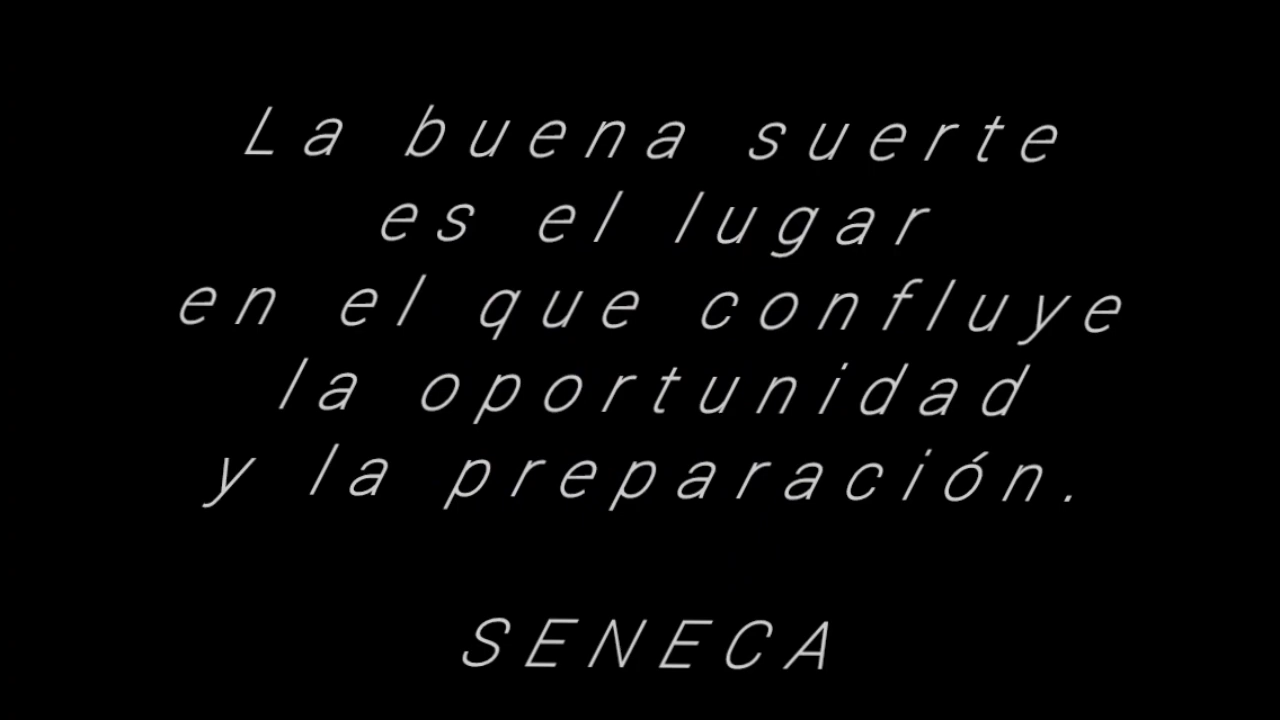 La buena suerte
es el lugar
en el que confluye
la oportunidad
y la preparación.
SENECA